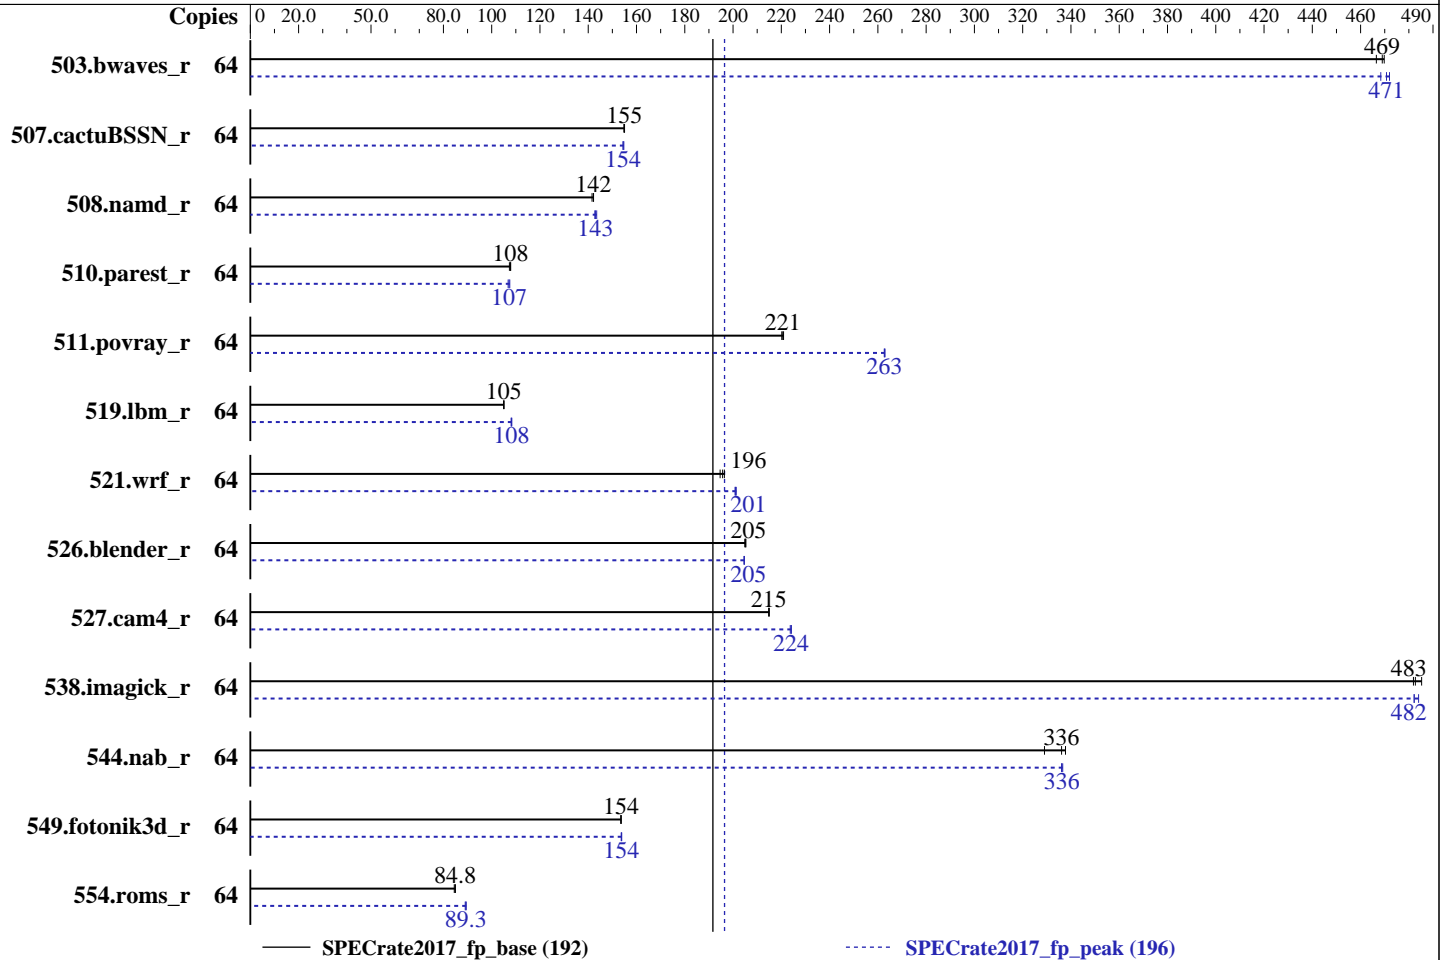 Copies 0 20.0 50.0 80.0 100 120 140 160 180 200 220 240 260 280 300 320 340 360 380 400 420 440 460 490
503.bwaves_r 64 469
471
507.cactuBSSN_r 64 155
154
508.namd_r 64 142
143
510.parest_r 64 108
107
511.povray_r 64 221
263
519.lbm_r 64 105
108
521.wrf_r 64 196
201
526.blender_r 64 205
205
527.cam4_r 64 215
224
538.imagick_r 64 483
482
544.nab_r 64 336
336
549.fotonik3d_r 64 154
154
554.roms_r 64 84.8
89.3
SPECrate2017_fp_base (192) SPECrate2017_fp_peak (196)